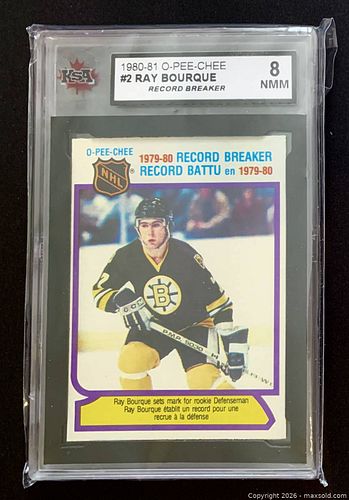 KSA
1980-81 O-PEE-CHEE
#2 RAY BOURQUE
RECORD BREAKER
8
NMM
O-PEE-CHEE
NHL
1979-80 RECORD BREAKER
RECORD BATTU en 1979-80
7
B
Ray Bourque sets mark for rookie Defenseman
Ray Bourque établit un record pour une
recrue à la défense
Copyright 2026 - maxsold.com